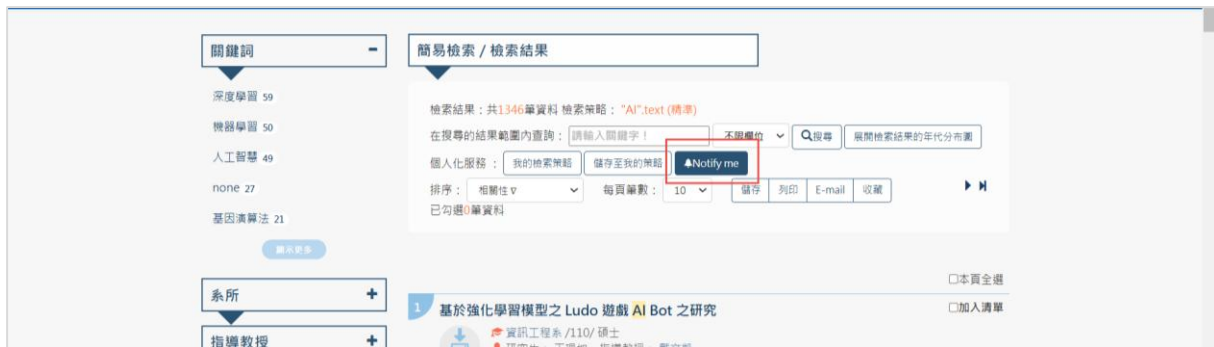 關鍵詞 −
深度學習 59
機器學習 50
人工智慧 49
none 27
基因演算法 21
顯示更多
系所 +
指導教授 +
簡易檢索 / 檢索結果
檢索結果：共1346筆資料 檢索策略： "AI".text (精準)
在搜尋的結果範圍內查詢： 請輸入關鍵字！ 不限欄位 搜尋 展開檢索結果的年代分布圖
個人化服務 ： 我的檢索策略 儲存至我的策略 Notify me
排序： 相關性∇ 每頁筆數： 10 儲存 列印 E-mail 收藏
已勾選0筆資料
本頁全選
1 基於強化學習模型之 Ludo 遊戲 AI Bot 之研究 加入清單
資訊工程系 /110/ 碩士